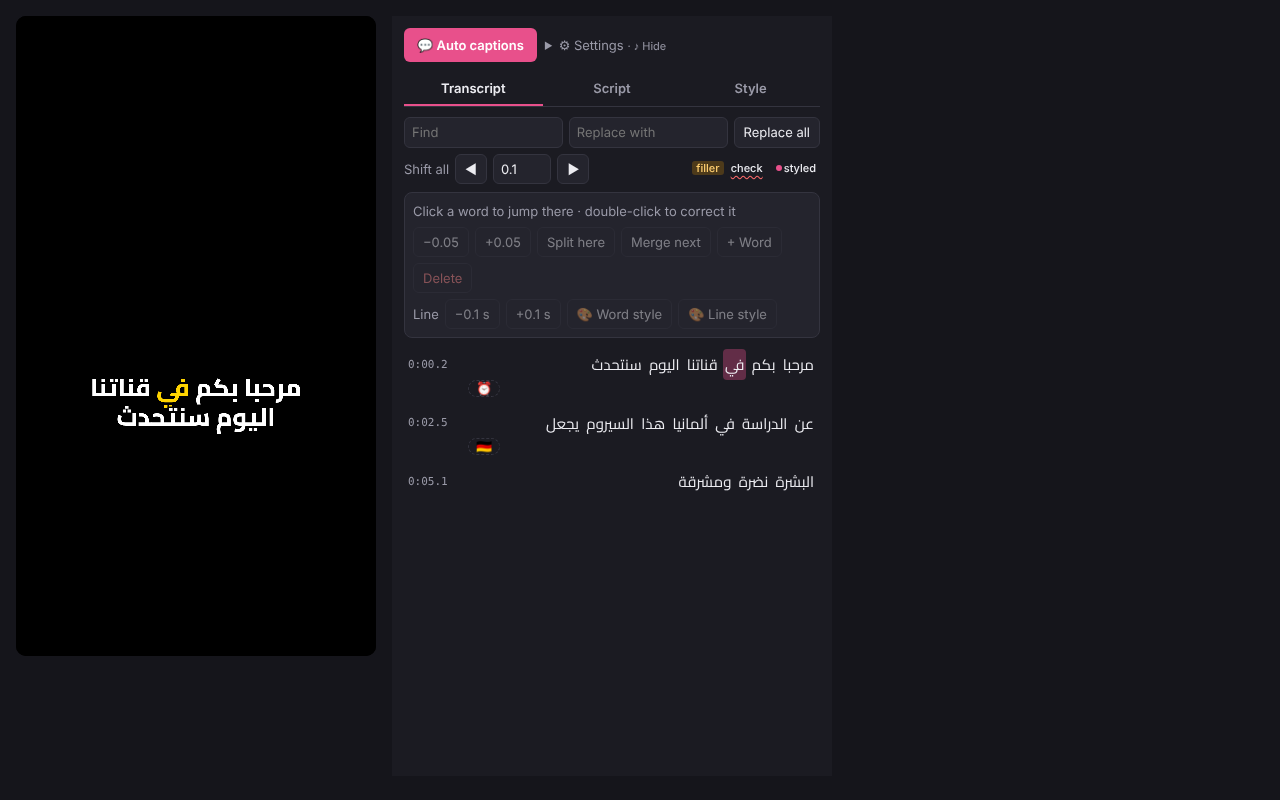 💬 Auto captions ▶ ⚙ Settings · ♪ Hide
Transcript Script Style
Find Replace with Replace all
Shift all ◀ 0.1 ▶ filler check styled
Click a word to jump there · double-click to correct it
−0.05 +0.05 Split here Merge next + Word
Delete
Line −0.1 s +0.1 s 🎨 Word style 🎨 Line style
0:00.2 مرحبا بكم في قناتنا اليوم سنتحدث
⏰
0:02.5 عن الدراسة في ألمانيا هذا السيروم يجعل
🇩🇪
0:05.1 البشرة نضرة ومشرقة
مرحبا بكم في قناتنا
اليوم سنتحدث